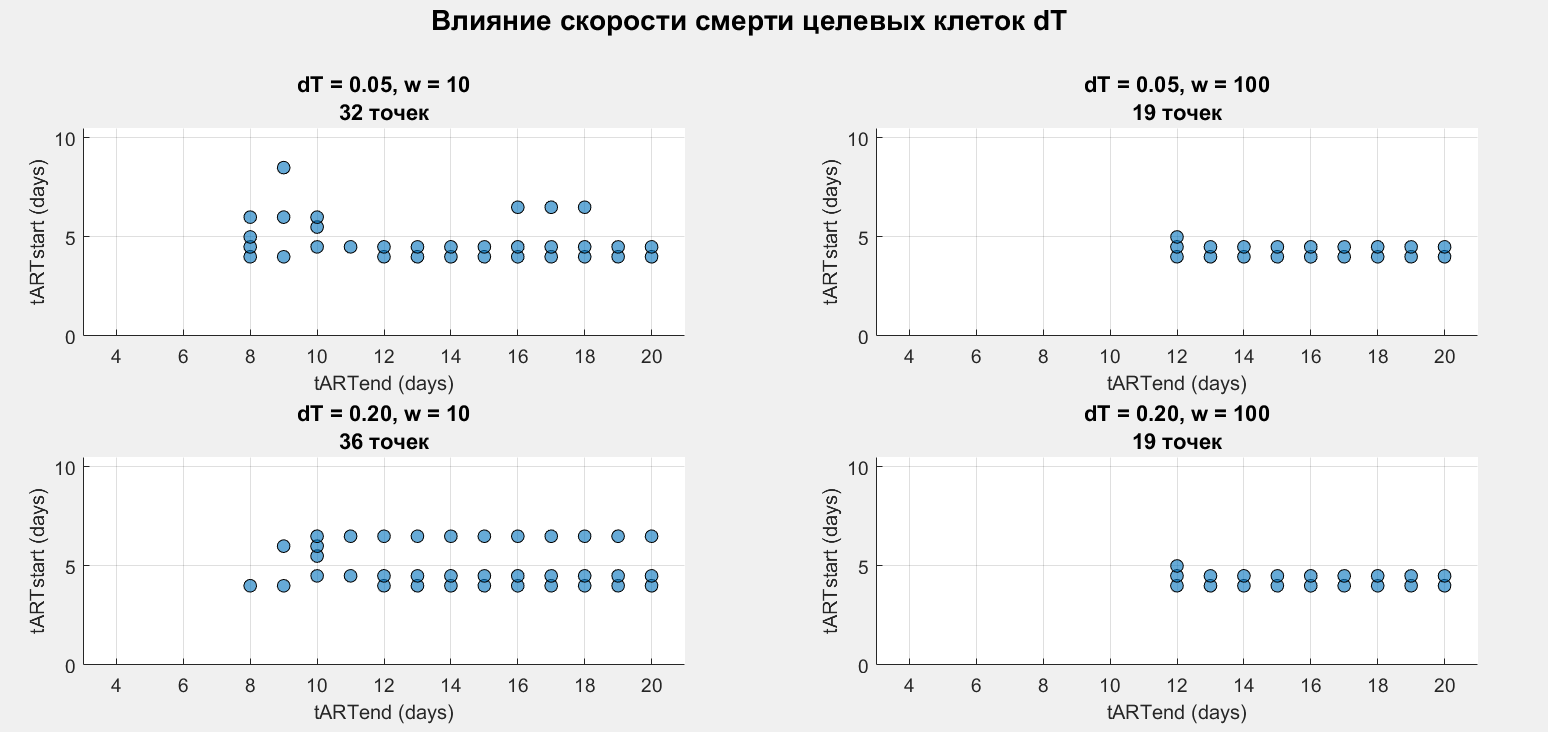 Влияние скорости смерти целевых клеток dT
dT = 0.05, w = 10
32 точек
10
5
0
tARTstart (days)
4 6 8 10 12 14 16 18 20
tARTend (days)
dT = 0.05, w = 100
19 точек
10
5
0
tARTstart (days)
4 6 8 10 12 14 16 18 20
tARTend (days)
dT = 0.20, w = 10
36 точек
10
5
0
tARTstart (days)
4 6 8 10 12 14 16 18 20
tARTend (days)
dT = 0.20, w = 100
19 точек
10
5
0
tARTstart (days)
4 6 8 10 12 14 16 18 20
tARTend (days)